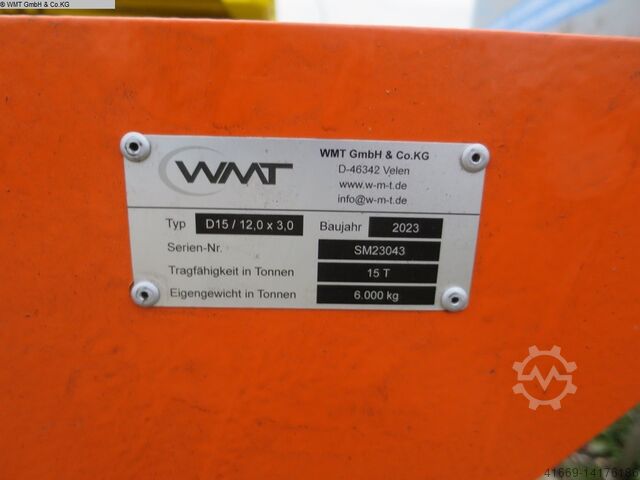 © WMT GmbH & Co.KG
WMT
WMT GmbH & Co.KG
D-46342 Velen
www.w-m-t.de
info@w-m-t.de
Typ D15 / 12,0 x 3,0 Baujahr 2023
Serien-Nr. SM23043
Tragfähigkeit in Tonnen 15 T
Eigengewicht in Tonnen 6.000 kg
41669-14176186